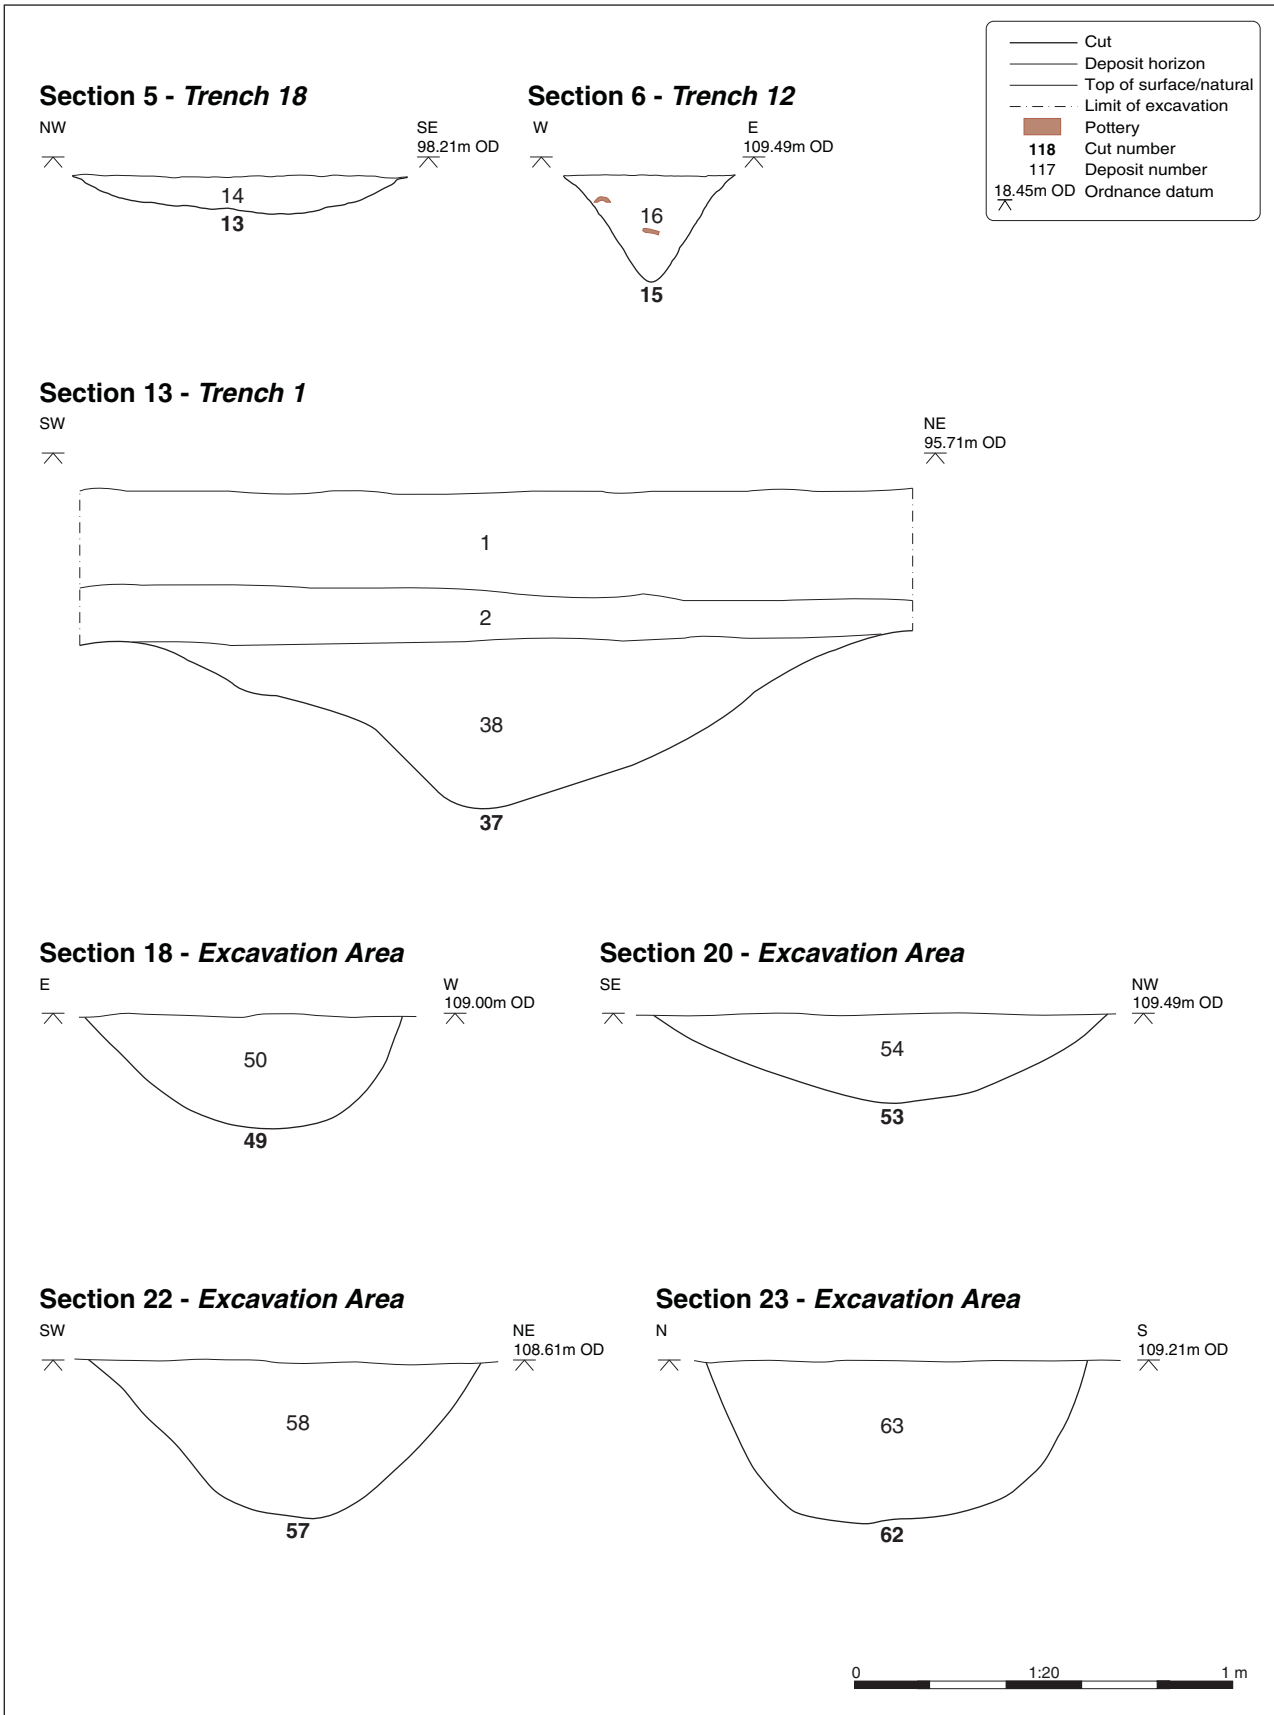 Cut
Deposit horizon
Top of surface/natural
Limit of excavation
Pottery
118 Cut number
117 Deposit number
18.45m OD Ordnance datum
Section 5 - Trench 18
NW SE
98.21m OD
14
13
Section 6 - Trench 12
W E
109.49m OD
16
15
Section 13 - Trench 1
SW NE
95.71m OD
1
2
38
37
Section 18 - Excavation Area
E W
109.00m OD
50
49
Section 20 - Excavation Area
SE NW
109.49m OD
54
53
Section 22 - Excavation Area
SW NE
108.61m OD
58
57
Section 23 - Excavation Area
N S
109.21m OD
63
62
0 1:20 1 m